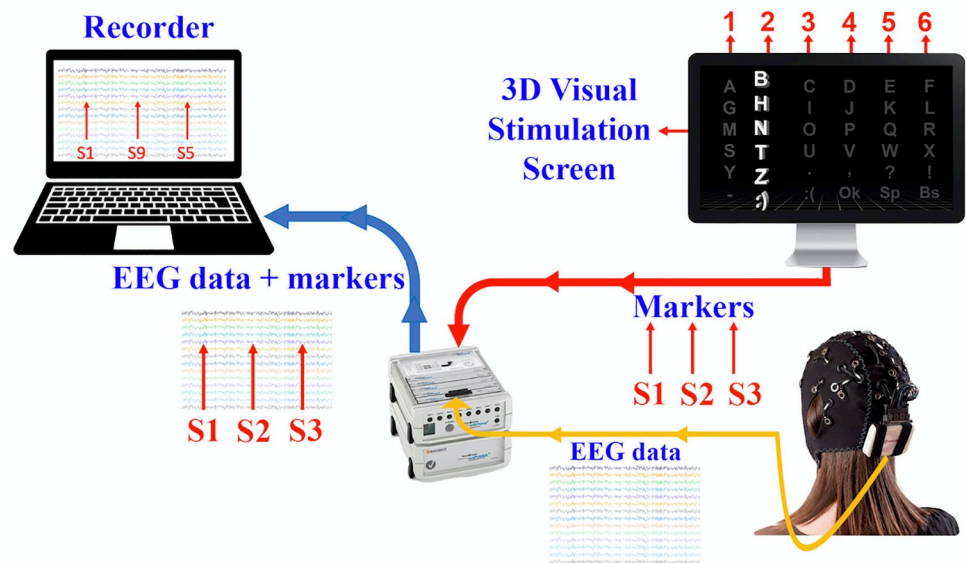 Recorder
S1 S9 S5
1 2 3 4 5 6
3D Visual
Stimulation
Screen
A B C D E F
G H I J K L
M N O P Q R
S T U V W X
Y Z . , ? !
- :) :( Ok Sp Bs
EEG data + markers
S1 S2 S3
Markers
S1 S2 S3
EEG data